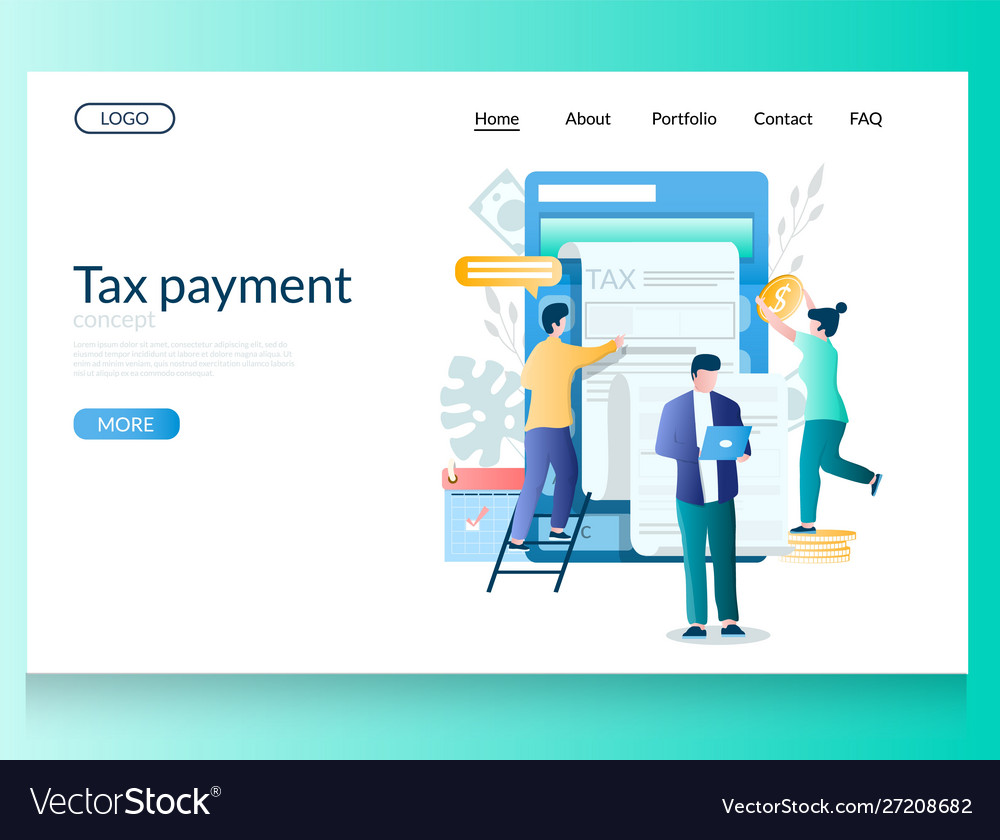 LOGO
Home About Portfolio Contact FAQ
TAX
Tax payment
concept
Lorem ipsum dolor sit amet, consectetur adipiscing elit, sed do
eiusmod tempor incididunt ut labore et dolore magna aliqua. Ut
enim ad minim veniam, quis nostrud exercitation ullamco laboris
nisi ut aliquip ex ea commodo consequat.
MORE
C
VectorStock®
VectorStock.com/27208682